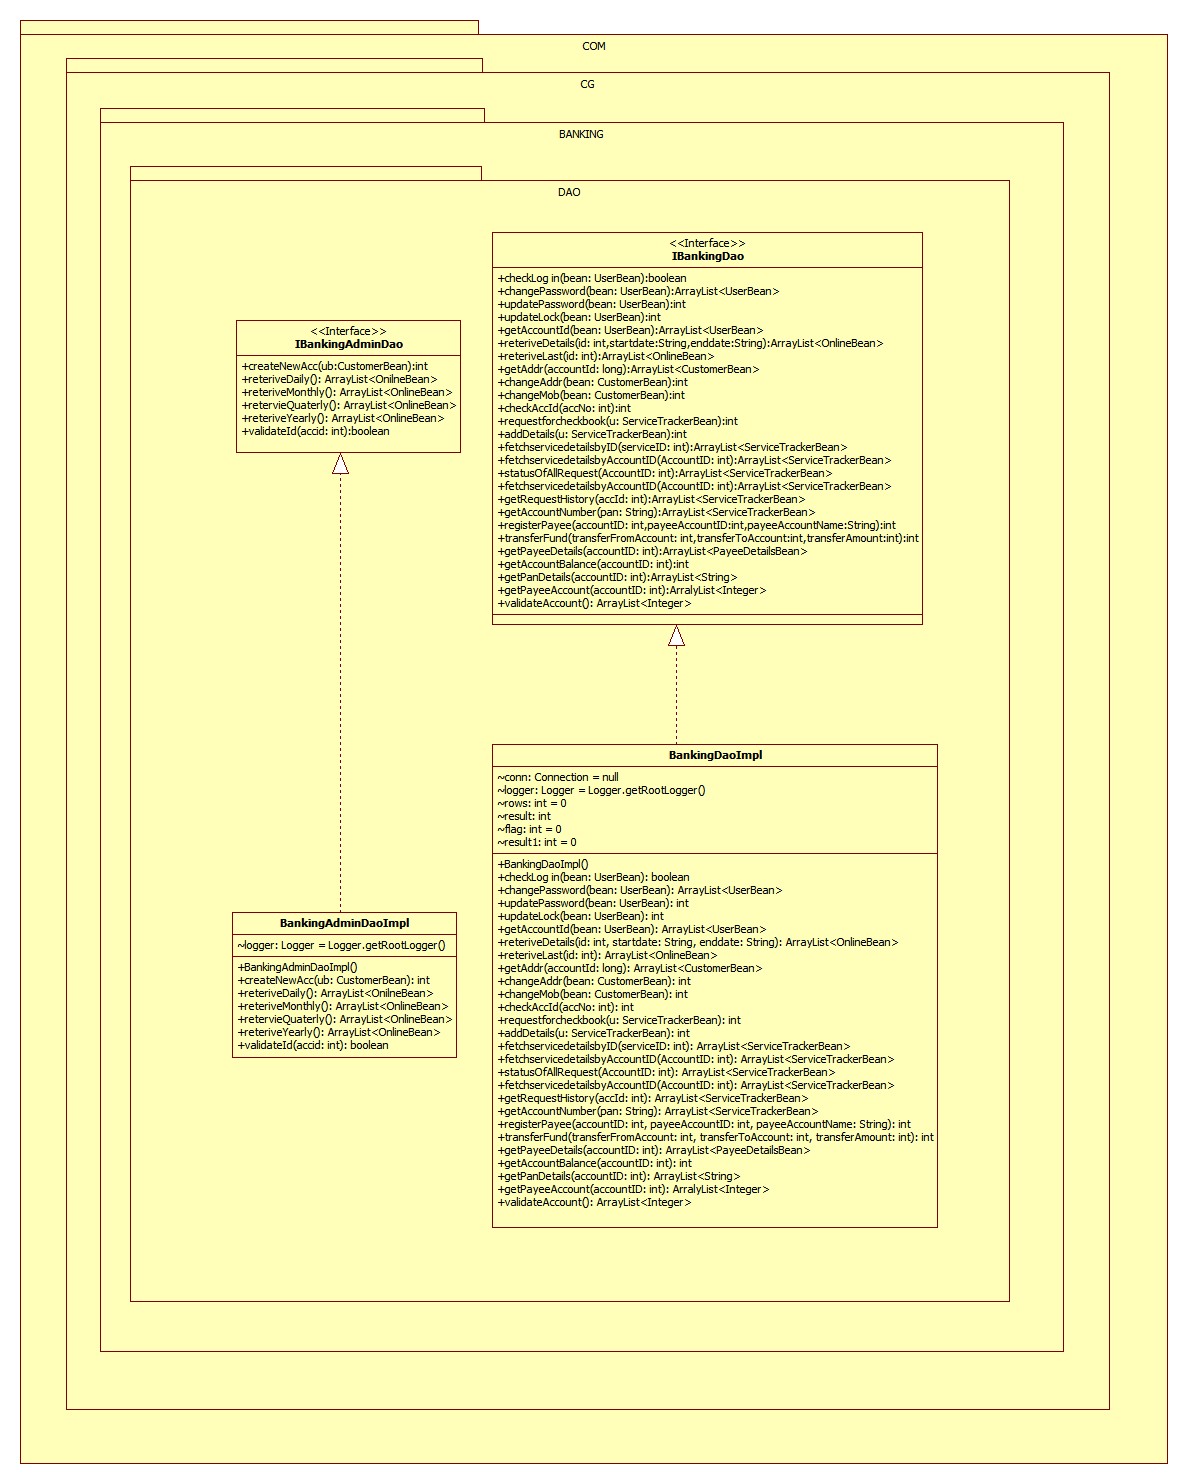 COM
CG
BANKING
DAO
<<Interface>>
IBankingAdminDao
+createNewAcc(ub:CustomerBean):int
+reteriveDaily(): ArrayList<OnilneBean>
+reteriveMonthly(): ArrayList<OnlineBean>
+retervieQuaterly(): ArrayList<OnlineBean>
+reteriveYearly(): ArrayList<OnlineBean>
+validateId(accid: int):boolean
<<Interface>>
IBankingDao
+checkLog in(bean: UserBean):boolean
+changePassword(bean: UserBean):ArrayList<UserBean>
+updatePassword(bean: UserBean):int
+updateLock(bean: UserBean):int
+getAccountId(bean: UserBean):ArrayList<UserBean>
+reteriveDetails(id: int,startdate:String,enddate:String):ArrayList<OnlineBean>
+reteriveLast(id: int):ArrayList<OnlineBean>
+getAddr(accountId: long):ArrayList<CustomerBean>
+changeAddr(bean: CustomerBean):int
+changeMob(bean: CustomerBean):int
+checkAccId(accNo: int):int
+requestforcheckbook(u: ServiceTrackerBean):int
+addDetails(u: ServiceTrackerBean):int
+fetchservicedetailsbyID(serviceID: int):ArrayList<ServiceTrackerBean>
+fetchservicedetailsbyAccountID(AccountID: int):ArrayList<ServiceTrackerBean>
+statusOfAllRequest(AccountID: int):ArrayList<ServiceTrackerBean>
+fetchservicedetailsbyAccountID(AccountID: int):ArrayList<ServiceTrackerBean>
+getRequestHistory(accId: int):ArrayList<ServiceTrackerBean>
+getAccountNumber(pan: String):ArrayList<ServiceTrackerBean>
+registerPayee(accountID: int,payeeAccountID:int,payeeAccountName:String):int
+transferFund(transferFromAccount: int,transferToAccount:int,transferAmount:int):int
+getPayeeDetails(accountID: int):ArrayList<PayeeDetailsBean>
+getAccountBalance(accountID: int):int
+getPanDetails(accountID: int):ArrayList<String>
+getPayeeAccount(accountID: int):ArralyList<Integer>
+validateAccount(): ArrayList<Integer>
BankingAdminDaoImpl
~logger: Logger = Logger.getRootLogger()
+BankingAdminDaoImpl()
+createNewAcc(ub: CustomerBean): int
+reteriveDaily(): ArrayList<OnilneBean>
+reteriveMonthly(): ArrayList<OnlineBean>
+retervieQuaterly(): ArrayList<OnlineBean>
+reteriveYearly(): ArrayList<OnlineBean>
+validateId(accid: int): boolean
BankingDaoImpl
~conn: Connection = null
~logger: Logger = Logger.getRootLogger()
~rows: int = 0
~result: int
~flag: int = 0
~result1: int = 0
+BankingDaoImpl()
+checkLog in(bean: UserBean): boolean
+changePassword(bean: UserBean): ArrayList<UserBean>
+updatePassword(bean: UserBean): int
+updateLock(bean: UserBean): int
+getAccountId(bean: UserBean): ArrayList<UserBean>
+reteriveDetails(id: int, startdate: String, enddate: String): ArrayList<OnlineBean>
+reteriveLast(id: int): ArrayList<OnlineBean>
+getAddr(accountId: long): ArrayList<CustomerBean>
+changeAddr(bean: CustomerBean): int
+changeMob(bean: CustomerBean): int
+checkAccId(accNo: int): int
+requestforcheckbook(u: ServiceTrackerBean): int
+addDetails(u: ServiceTrackerBean): int
+fetchservicedetailsbyID(serviceID: int): ArrayList<ServiceTrackerBean>
+fetchservicedetailsbyAccountID(AccountID: int): ArrayList<ServiceTrackerBean>
+statusOfAllRequest(AccountID: int): ArrayList<ServiceTrackerBean>
+fetchservicedetailsbyAccountID(AccountID: int): ArrayList<ServiceTrackerBean>
+getRequestHistory(accId: int): ArrayList<ServiceTrackerBean>
+getAccountNumber(pan: String): ArrayList<ServiceTrackerBean>
+registerPayee(accountID: int, payeeAccountID: int, payeeAccountName: String): int
+transferFund(transferFromAccount: int, transferToAccount: int, transferAmount: int): int
+getPayeeDetails(accountID: int): ArrayList<PayeeDetailsBean>
+getAccountBalance(accountID: int): int
+getPanDetails(accountID: int): ArrayList<String>
+getPayeeAccount(accountID: int): ArralyList<Integer>
+validateAccount(): ArrayList<Integer>